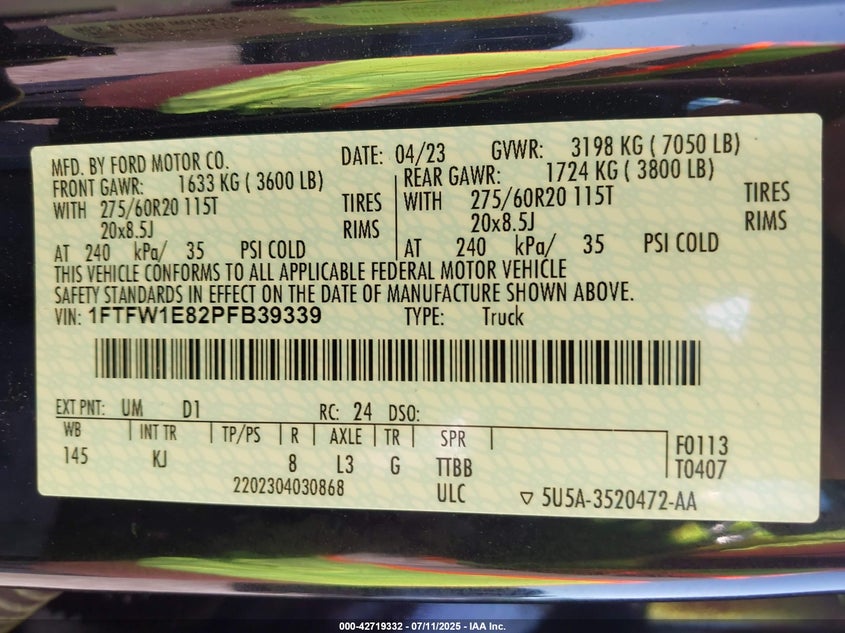 MFD. BY FORD MOTOR CO. DATE: 04/23 GVWR: 3198 KG ( 7050 LB)
FRONT GAWR: 1633 KG ( 3600 LB) REAR GAWR: 1724 KG ( 3800 LB)
WITH 275/60R20 115T TIRES WITH 275/60R20 115T TIRES
20x8.5J RIMS 20x8.5J RIMS
AT 240 kPa/ 35 PSI COLD AT 240 kPa/ 35 PSI COLD
THIS VEHICLE CONFORMS TO ALL APPLICABLE FEDERAL MOTOR VEHICLE
SAFETY STANDARDS IN EFFECT ON THE DATE OF MANUFACTURE SHOWN ABOVE.
VIN: 1FTFW1E82PFB39339 TYPE: Truck
EXT PNT: UM D1 RC: 24 DSO:
WB INT TR TP/PS R AXLE TR SPR F0113
145 KJ 8 L3 G TTBB T0407
2202304030868 ULC ▽ 5U5A-3520472-AA
000-42719332 - 07/11/2025 - IAA Inc.